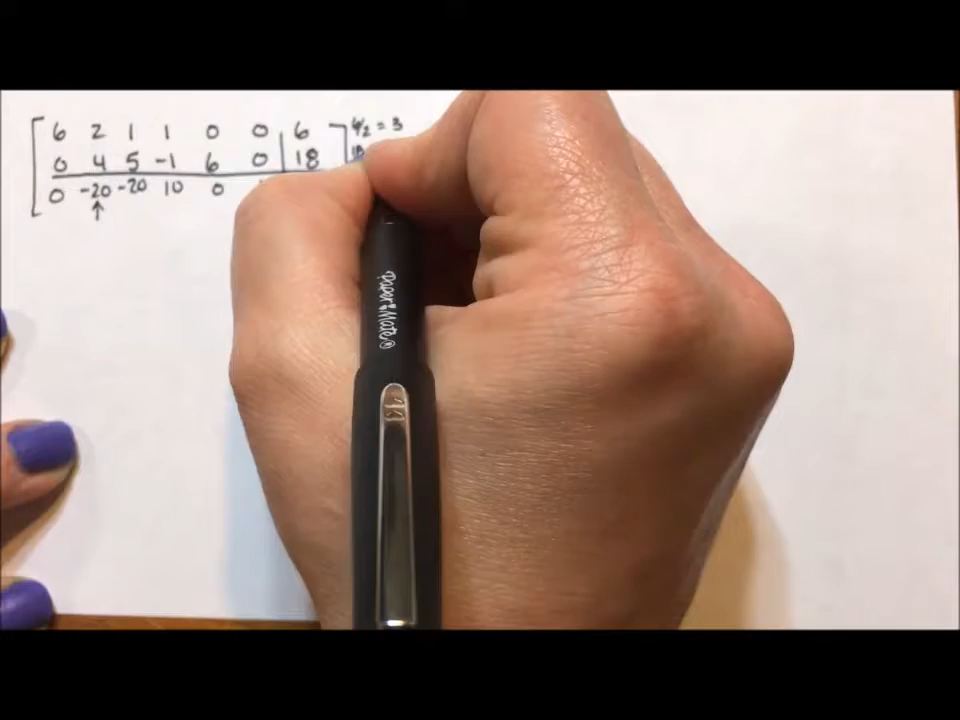 6 2 1 1 0 0 6 6/2 = 3
0 4 5 -1 6 0 18 18
0 -20 -20 10 0
↑
Paper Mate®